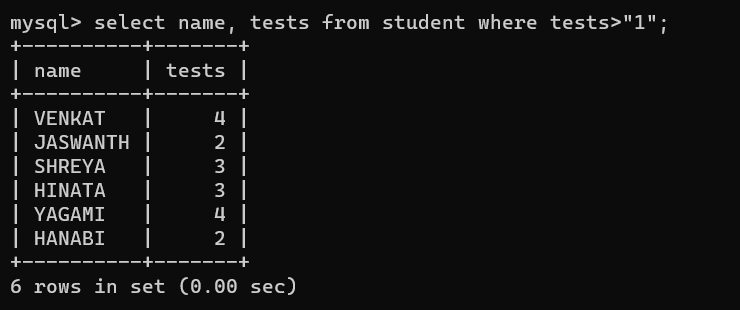 mysql> select name, tests from student where tests>"1";
+----------+-------+
| name     | tests |
+----------+-------+
| VENKAT   |     4 |
| JASWANTH |     2 |
| SHREYA   |     3 |
| HINATA   |     3 |
| YAGAMI   |     4 |
| HANABI   |     2 |
+----------+-------+
6 rows in set (0.00 sec)